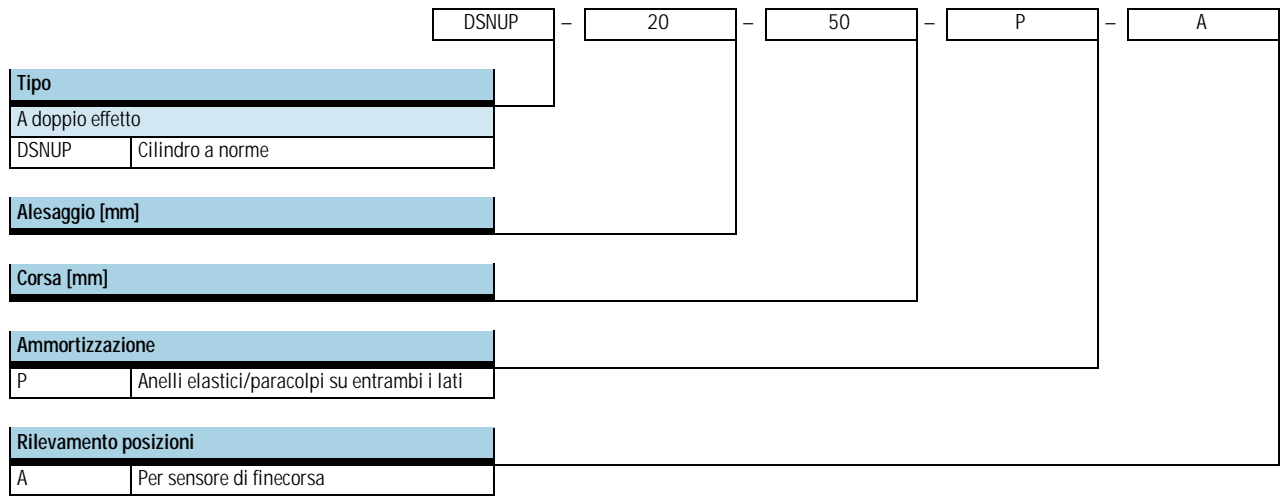 DSNUP – 20 – 50 – P – A
Tipo
A doppio effetto
DSNUP Cilindro a norme
Alesaggio [mm]
Corsa [mm]
Ammortizzazione
P Anelli elastici/paracolpi su entrambi i lati
Rilevamento posizioni
A Per sensore di finecorsa